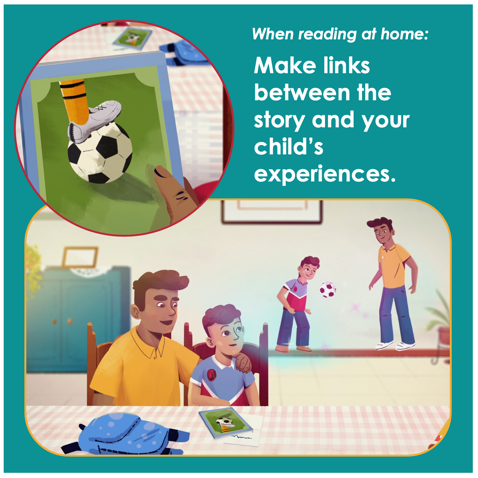 When reading at home:
Make links
between the
story and your
child's
experiences.